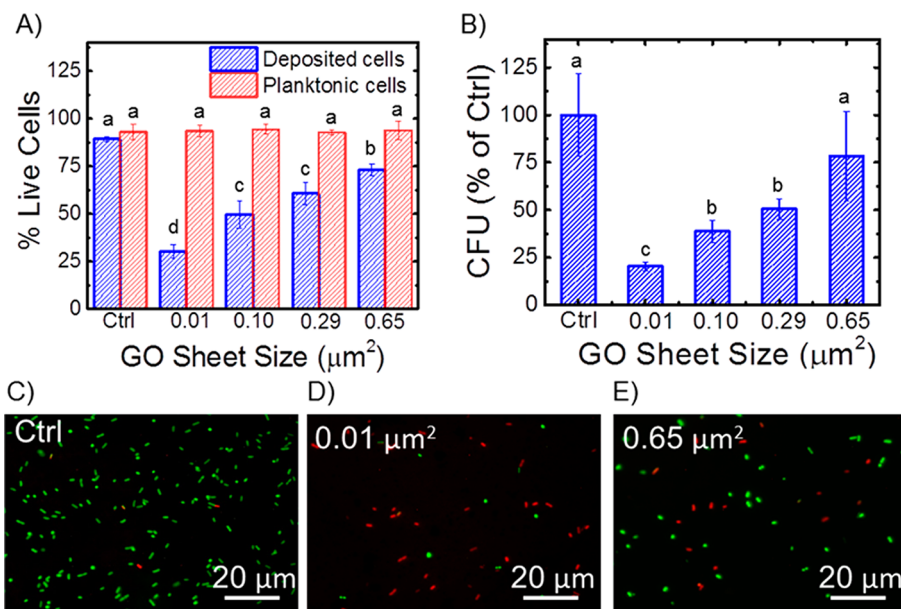 A)
% Live Cells
125
100
75
50
25
0
Deposited cells
Planktonic cells
a a a a a a
d c c b
Ctrl 0.01 0.10 0.29 0.65
GO Sheet Size (μm²)
B)
CFU (% of Ctrl)
125
100
75
50
25
0
a c b b a
Ctrl 0.01 0.10 0.29 0.65
GO Sheet Size (μm²)
C)
Ctrl
20 μm
D)
0.01 μm²
20 μm
E)
0.65 μm²
20 μm